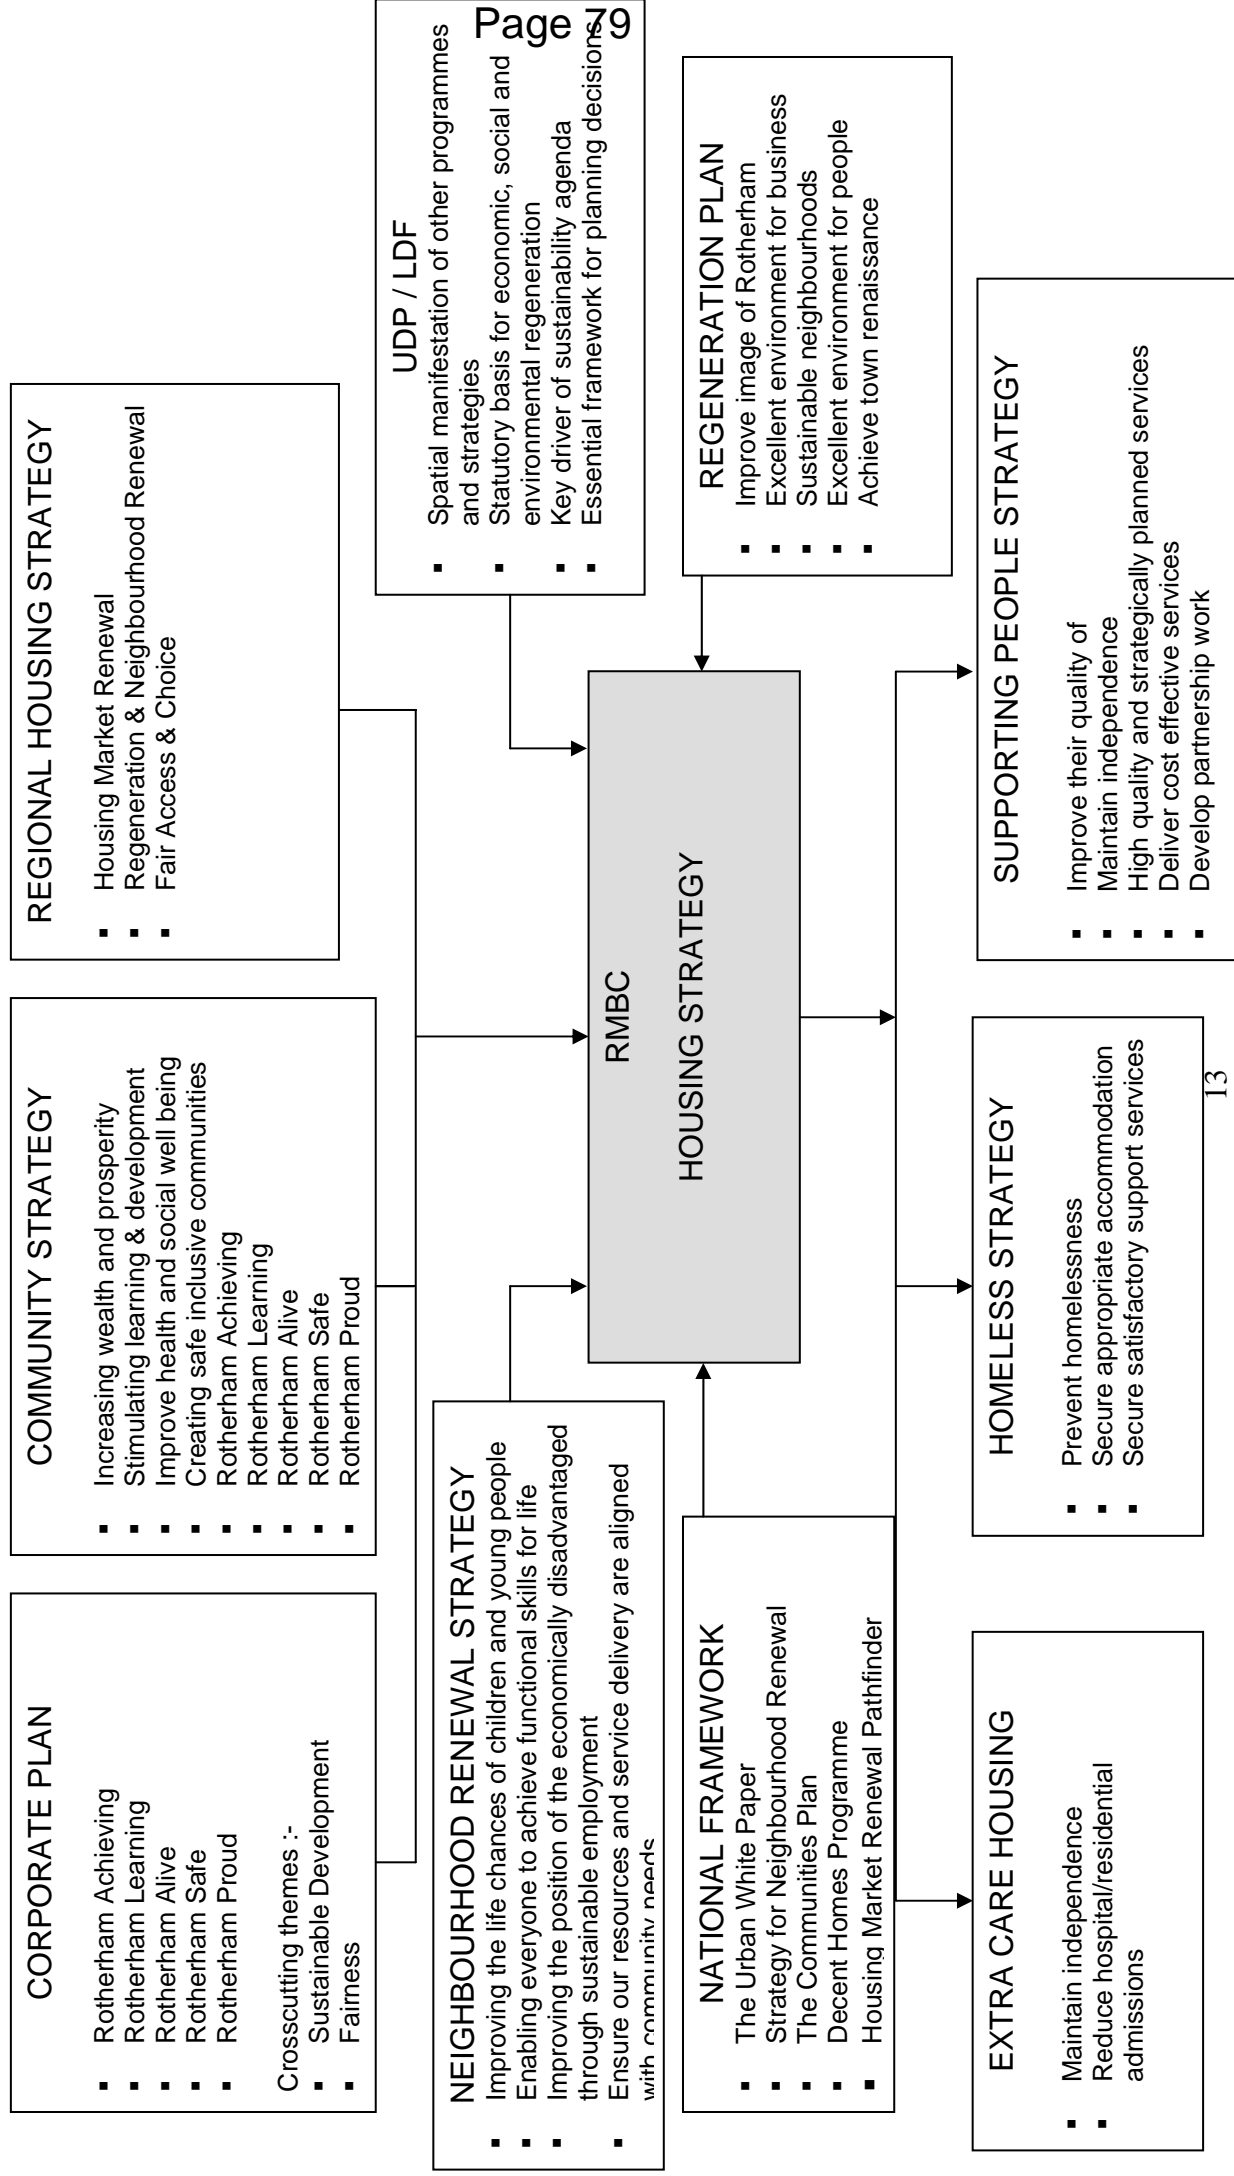 Page 79
CORPORATE PLAN
▪ Rotherham Achieving
▪ Rotherham Learning
▪ Rotherham Alive
▪ Rotherham Safe
▪ Rotherham Proud
Crosscutting themes :-
▪ Sustainable Development
▪ Fairness
COMMUNITY STRATEGY
▪ Increasing wealth and prosperity
▪ Stimulating learning & development
▪ Improve health and social well being
▪ Creating safe inclusive communities
▪ Rotherham Achieving
▪ Rotherham Learning
▪ Rotherham Alive
▪ Rotherham Safe
▪ Rotherham Proud
REGIONAL HOUSING STRATEGY
▪ Housing Market Renewal
▪ Regeneration & Neighbourhood Renewal
▪ Fair Access & Choice
NEIGHBOURHOOD RENEWAL STRATEGY
▪ Improving the life chances of children and young people
▪ Enabling everyone to achieve functional skills for life
▪ Improving the position of the economically disadvantaged
through sustainable employment
▪ Ensure our resources and service delivery are aligned
with community needs
UDP / LDF
▪ Spatial manifestation of other programmes
and strategies
▪ Statutory basis for economic, social and
environmental regeneration
▪ Key driver of sustainability agenda
▪ Essential framework for planning decisions
RMBC
HOUSING STRATEGY
NATIONAL FRAMEWORK
▪ The Urban White Paper
▪ Strategy for Neighbourhood Renewal
▪ The Communities Plan
▪ Decent Homes Programme
▪ Housing Market Renewal Pathfinder
REGENERATION PLAN
▪ Improve image of Rotherham
▪ Excellent environment for business
▪ Sustainable neighbourhoods
▪ Excellent environment for people
▪ Achieve town renaissance
EXTRA CARE HOUSING
▪ Maintain independence
▪ Reduce hospital/residential
admissions
HOMELESS STRATEGY
▪ Prevent homelessness
▪ Secure appropriate accommodation
▪ Secure satisfactory support services
SUPPORTING PEOPLE STRATEGY
▪ Improve their quality of
▪ Maintain independence
▪ High quality and strategically planned services
▪ Deliver cost effective services
▪ Develop partnership work
13